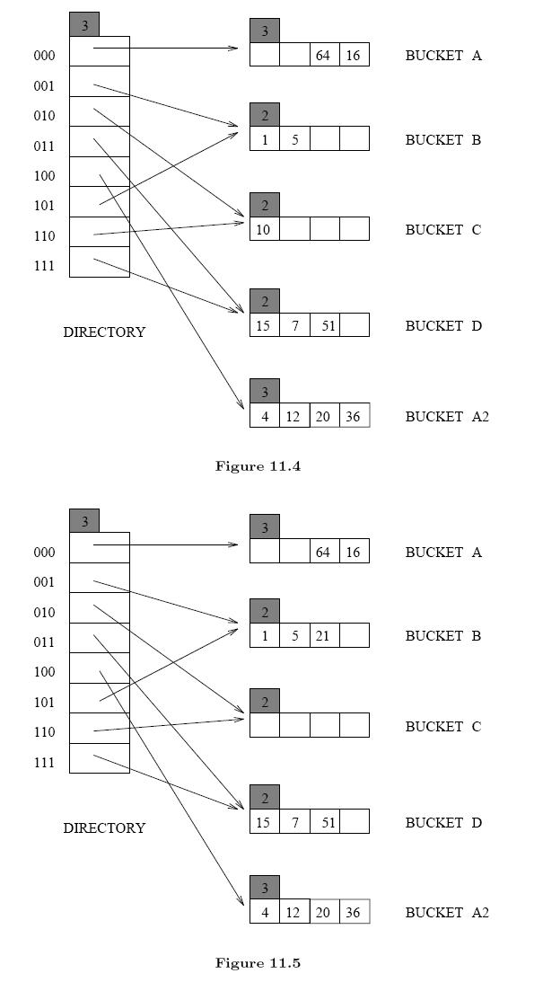 3
3
000
64 16 BUCKET A
001
2
010
1 5 BUCKET B
011
100
2
101
10 BUCKET C
110
111
2
15 7 51 BUCKET D
DIRECTORY
3
4 12 20 36 BUCKET A2
Figure 11.4
3
3
000
64 16 BUCKET A
001
2
010
1 5 21 BUCKET B
011
100
2
101
BUCKET C
110
111
2
15 7 51 BUCKET D
DIRECTORY
3
4 12 20 36 BUCKET A2
Figure 11.5